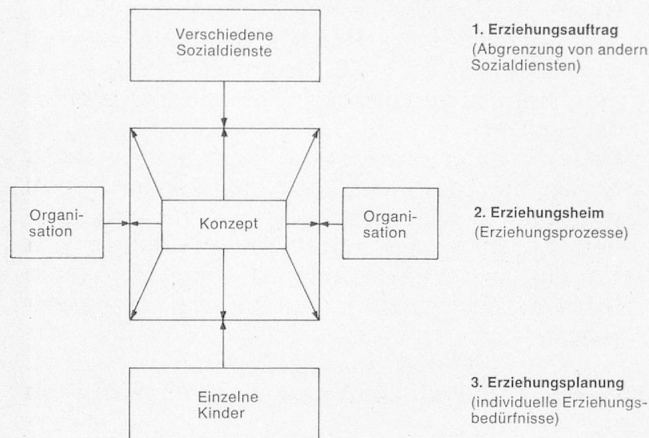 Verschiedene
Sozialdienste
1. Erziehungsauftrag
(Abgrenzung von andern
Sozialdiensten)
Organi-
sation
Konzept
Organi-
sation
2. Erziehungsheim
(Erziehungsprozesse)
Einzelne
Kinder
3. Erziehungsplanung
(individuelle Erziehungs-
bedürfnisse)